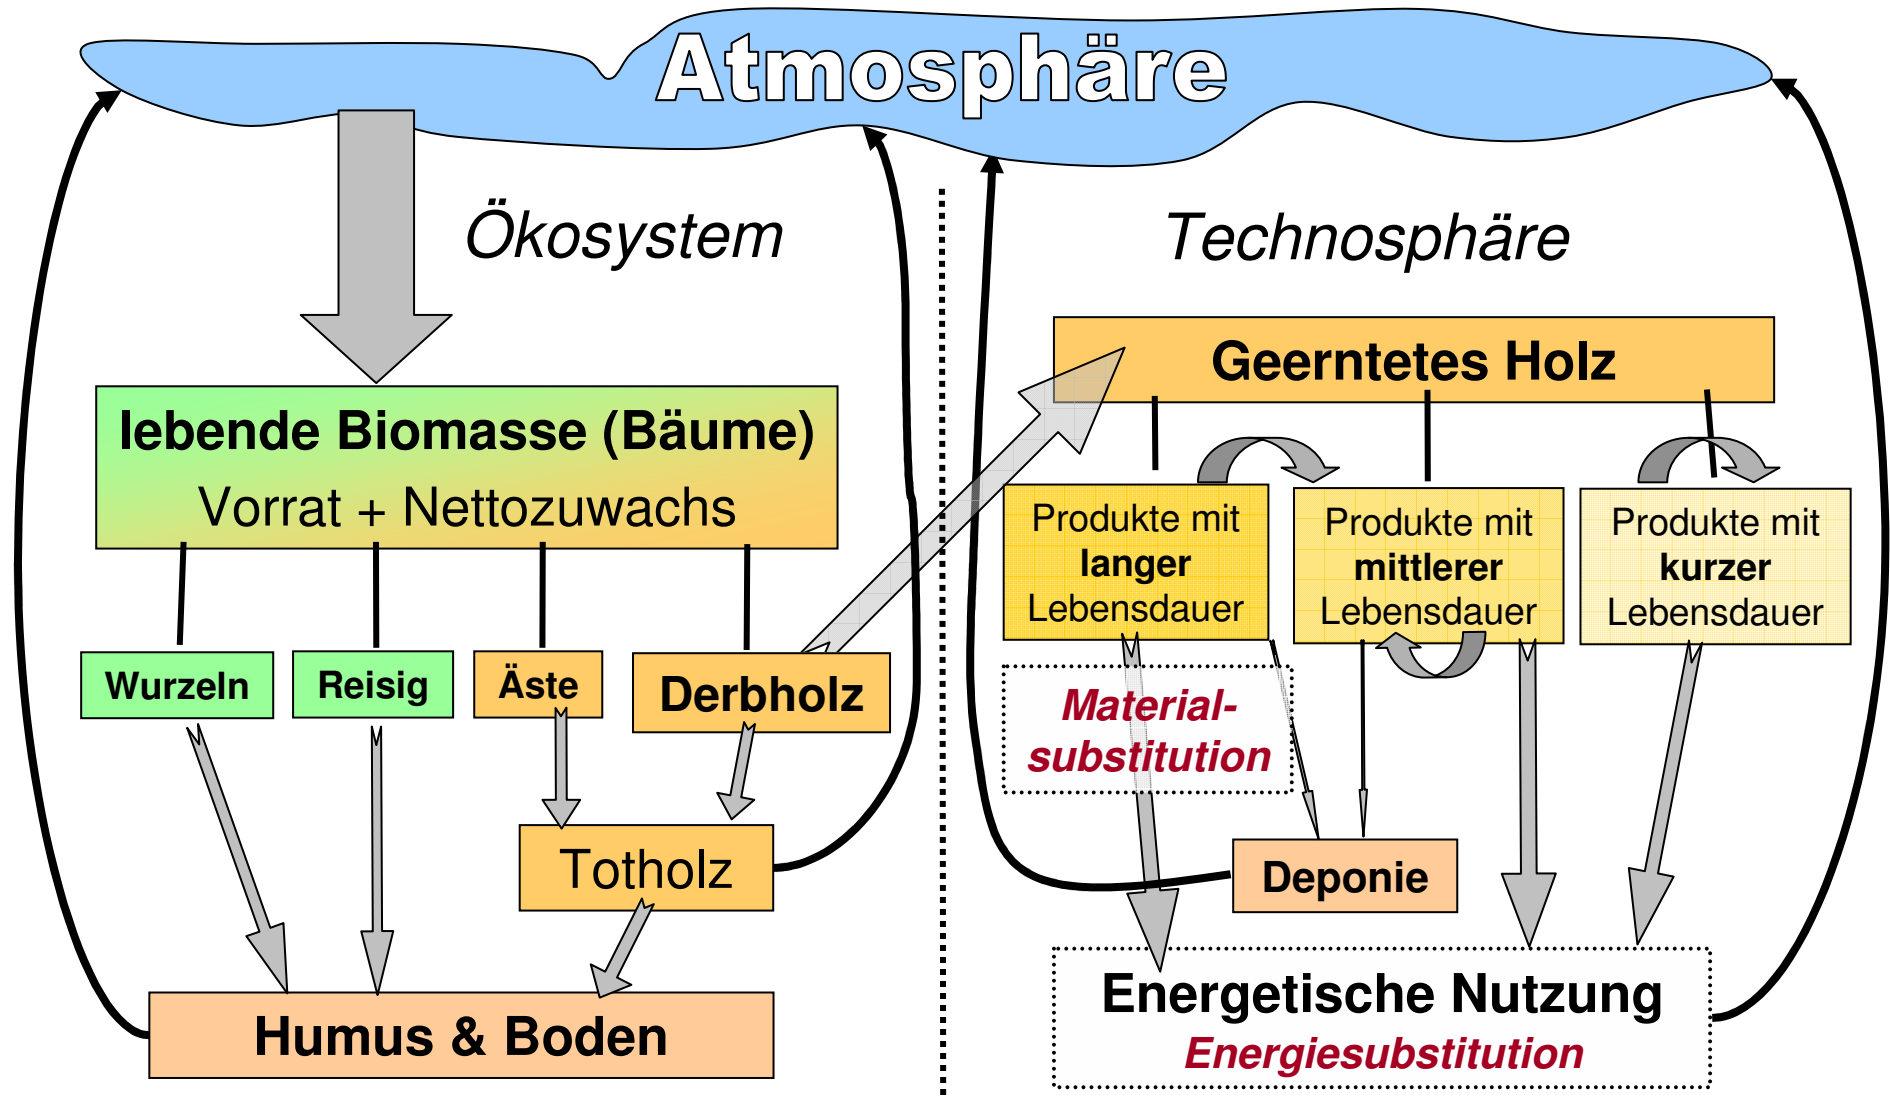 Atmosphäre
Ökosystem
Technosphäre
Geerntetes Holz
lebende Biomasse (Bäume)
Vorrat + Nettozuwachs
Produkte mit
langer
Lebensdauer
Produkte mit
mittlerer
Lebensdauer
Produkte mit
kurzer
Lebensdauer
Wurzeln
Reisig
Äste
Derbholz
Material-
substitution
Totholz
Deponie
Humus & Boden
Energetische Nutzung
Energiesubstitution